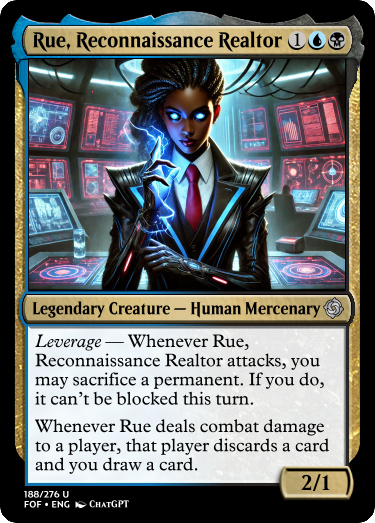 Rue, Reconnaissance Realtor 1
Legendary Creature — Human Mercenary
Leverage — Whenever Rue,
Reconnaissance Realtor attacks, you
may sacrifice a permanent. If you do,
it can't be blocked this turn.
Whenever Rue deals combat damage
to a player, that player discards a card
and you draw a card.
2/1
188/276 U
FOF • ENG ChatGPT